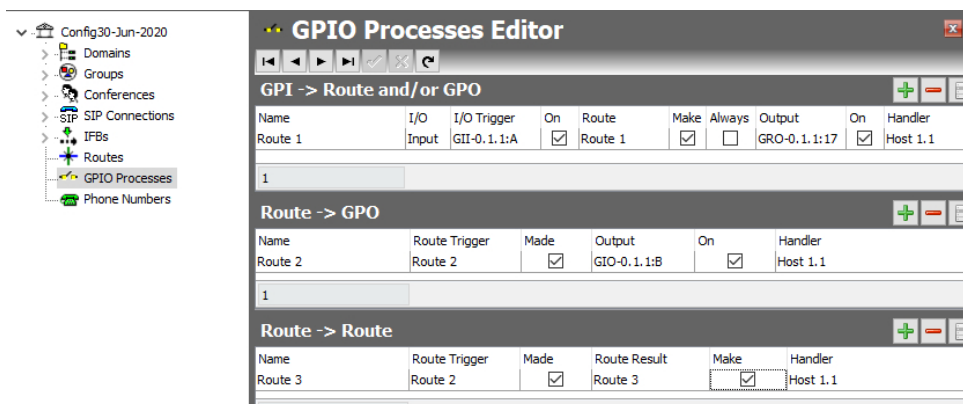 Config30-Jun-2020
Domains
Groups
Conferences
SIP SIP Connections
IFBs
Routes
GPIO Processes
Phone Numbers
GPIO Processes Editor
GPI -> Route and/or GPO
Name I/O I/O Trigger On Route Make Always Output On Handler
Route 1 Input GII-0.1.1:A Route 1 GRO-0.1.1:17 Host 1.1
1
Route -> GPO
Name Route Trigger Made Output On Handler
Route 2 Route 2 GIO-0.1.1:B Host 1.1
1
Route -> Route
Name Route Trigger Made Route Result Make Handler
Route 3 Route 2 Route 3 Host 1.1